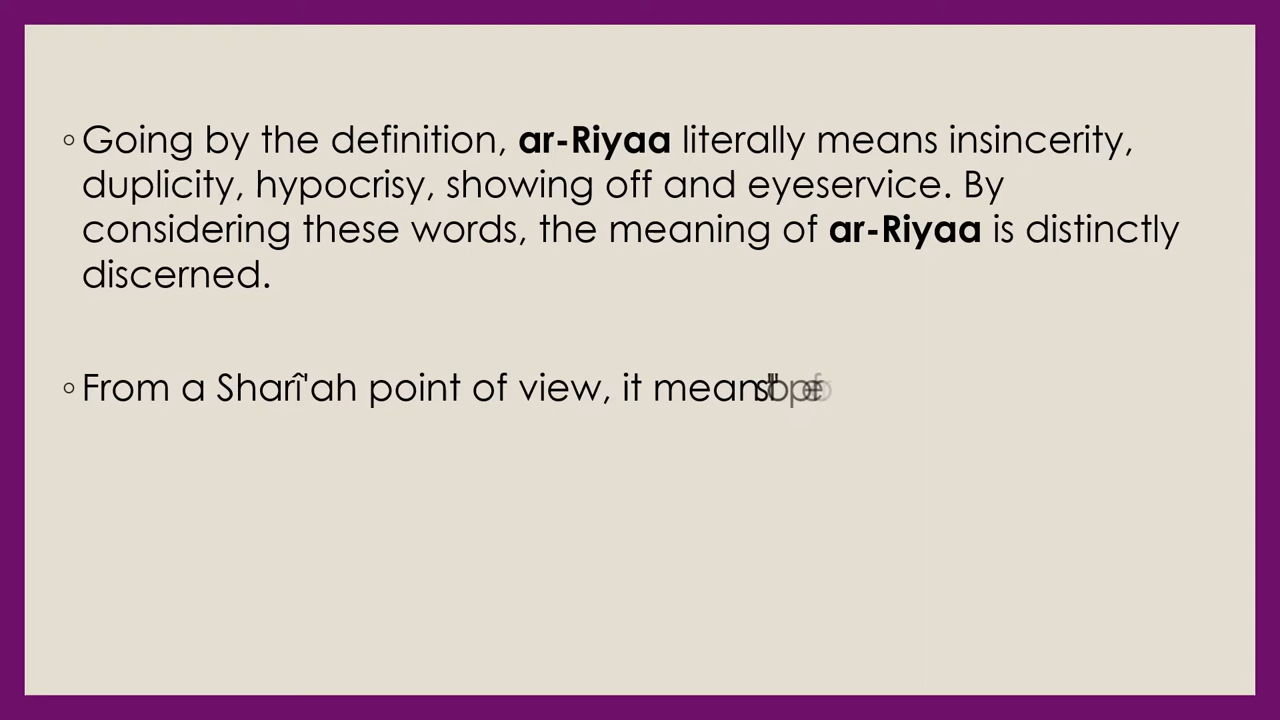 ◦Going by the definition, ar-Riyaa literally means insincerity,
duplicity, hypocrisy, showing off and eyeservice. By
considering these words, the meaning of ar-Riyaa is distinctly
discerned.
◦From a Sharî'ah point of view, it means